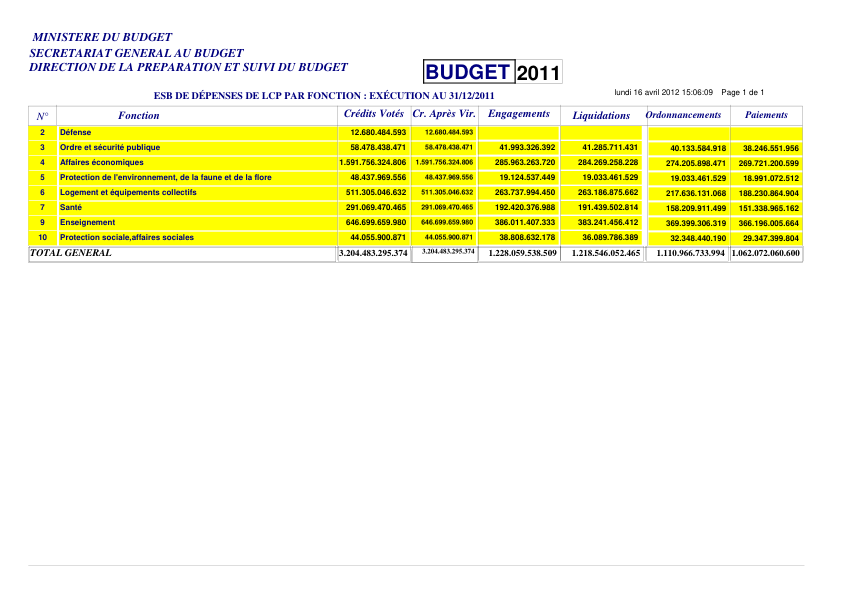 MINISTERE DU BUDGET
SECRETARIAT GENERAL AU BUDGET
DIRECTION DE LA PREPARATION ET SUIVI DU BUDGET
BUDGET 2011
ESB DE DÉPENSES DE LCP PAR FONCTION : EXÉCUTION AU 31/12/2011
lundi 16 avril 2012 15:06:09 Page 1 de 1
N° Fonction Crédits Votés Cr. Après Vir. Engagements Liquidations Ordonnancements Paiements
2 Défense 12.680.484.593 12.680.484.593
3 Ordre et sécurité publique 58.478.438.471 58.478.438.471 41.993.326.392 41.285.711.431 40.133.584.918 38.246.551.956
4 Affaires économiques 1.591.756.324.806 1.591.756.324.806 285.963.263.720 284.269.258.228 274.205.898.471 269.721.200.599
5 Protection de l'environnement, de la faune et de la flore 48.437.969.556 48.437.969.556 19.124.537.449 19.033.461.529 19.033.461.529 18.991.072.512
6 Logement et équipements collectifs 511.305.046.632 511.305.046.632 263.737.994.450 263.186.875.662 217.636.131.068 188.230.864.904
7 Santé 291.069.470.465 291.069.470.465 192.420.376.988 191.439.502.814 158.209.911.499 151.338.965.162
9 Enseignement 646.699.659.980 646.699.659.980 386.011.407.333 383.241.456.412 369.399.306.319 366.196.005.664
10 Protection sociale,affaires sociales 44.055.900.871 44.055.900.871 38.808.632.178 36.089.786.389 32.348.440.190 29.347.399.804
TOTAL GENERAL 3.204.483.295.374 3.204.483.295.374 1.228.059.538.509 1.218.546.052.465 1.110.966.733.994 1.062.072.060.600